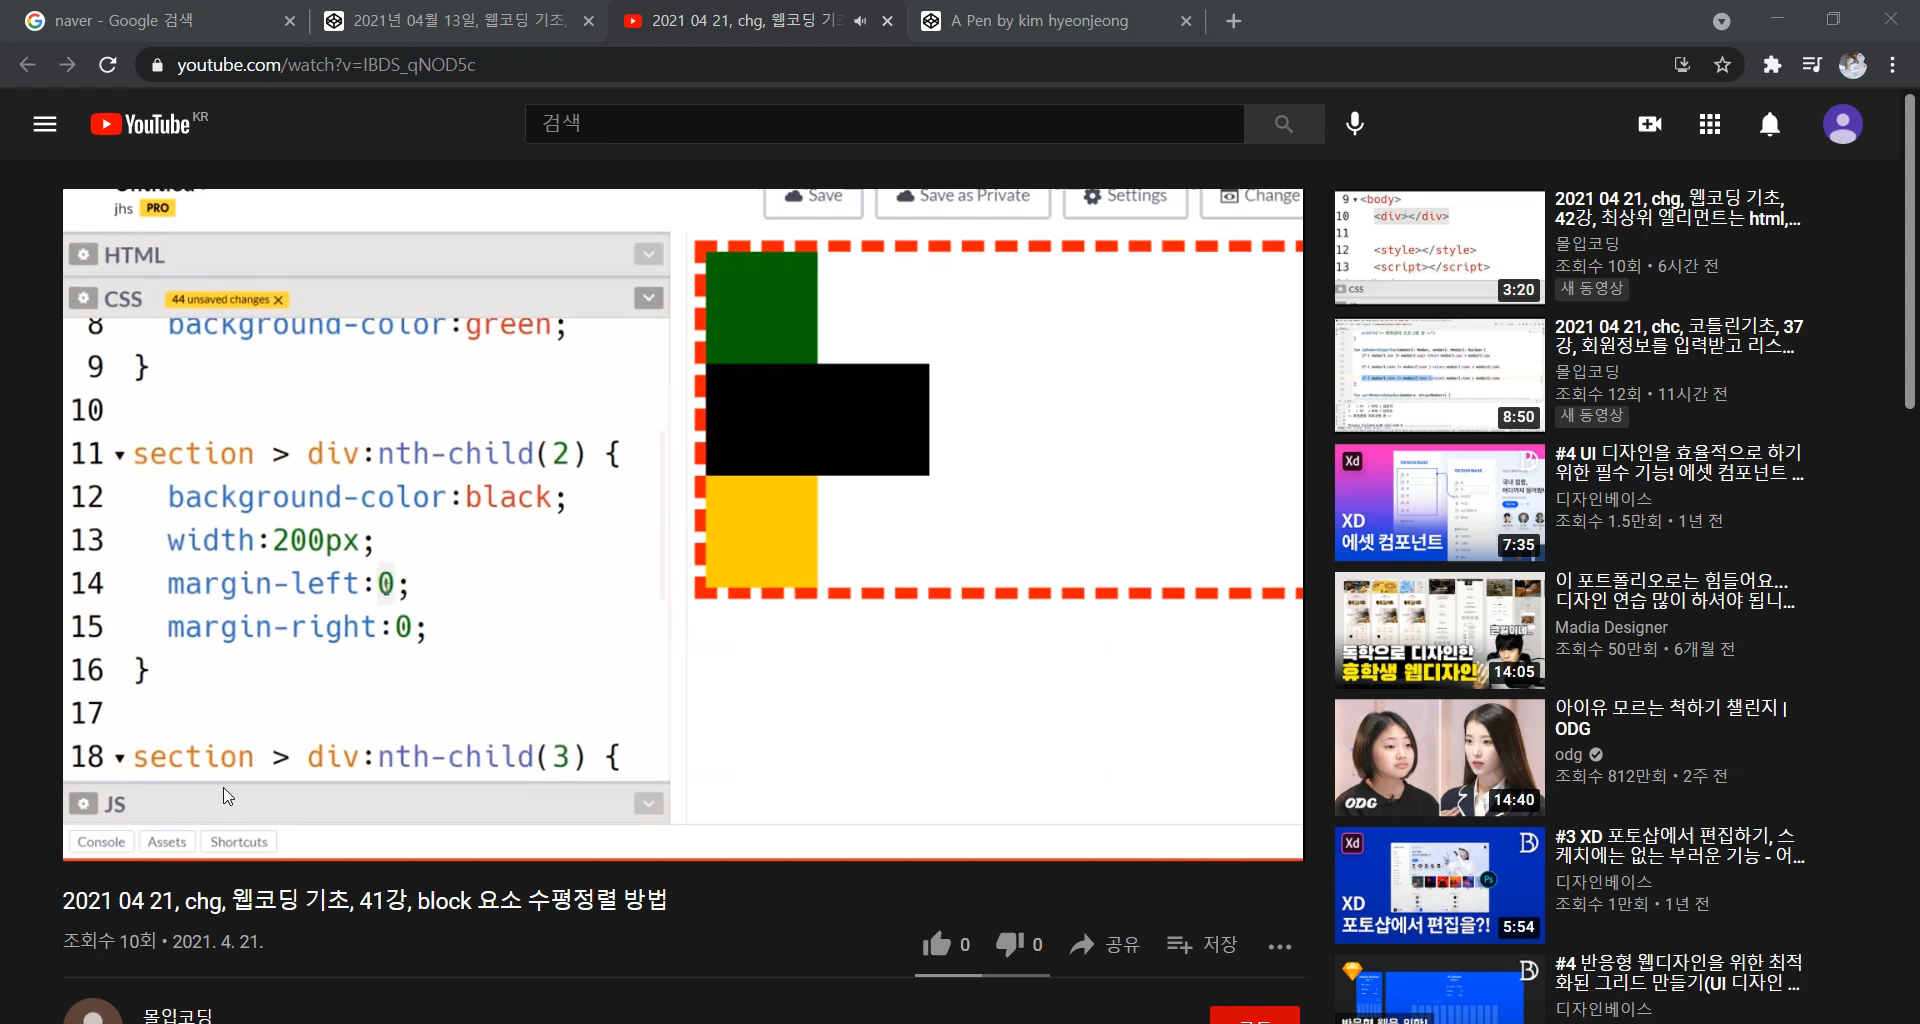 naver - Google 검색
2021년 04월 13일, 웹코딩 기초,
2021 04 21, chg, 웹코딩 기초
A Pen by kim hyeonjeong
youtube.com/watch?v=IBDS_qNOD5c
YouTube KR
검색
jhs PRO
Save
Save as Private
Settings
Change
HTML
CSS
44 unsaved changes ×
8 background-color:green;
9 }
10
11 section > div:nth-child(2) {
12 background-color:black;
13 width:200px;
14 margin-left:0;
15 margin-right:0;
16 }
17
18 section > div:nth-child(3) {
JS
Console
Assets
Shortcuts
2021 04 21, chg, 웹코딩 기초, 41강, block 요소 수평정렬 방법
조회수 10회 • 2021. 4. 21.
0
0
공유
저장
몰입코딩
9 <body>
10 <div></div>
11
12 <style></style>
13 <script></script>
CSS
3:20
2021 04 21, chg, 웹코딩 기초,
42강, 최상위 엘리먼트는 html,...
몰입코딩
조회수 10회 • 6시간 전
새 동영상
8:50
2021 04 21, chc, 코틀린기초, 37
강, 회원정보를 입력받고 리스...
몰입코딩
조회수 12회 • 11시간 전
새 동영상
Xd
XD
에셋 컴포넌트
7:35
#4 UI 디자인을 효율적으로 하기
위한 필수 기능! 에셋 컴포넌트 ...
디자인베이스
조회수 1.5만회 • 1년 전
독학으로 디자인한
휴학생 웹디자인
14:05
이 포트폴리오로는 힘들어요...
디자인 연습 많이 하셔야 됩니...
Madia Designer
조회수 50만회 • 6개월 전
ODG
14:40
아이유 모르는 척하기 챌린지 |
ODG
odg
조회수 812만회 • 2주 전
Xd
Ps
XD
포토샵에서 편집을?!
5:54
#3 XD 포토샵에서 편집하기, 스
케치에는 없는 부러운 기능 - 어...
디자인베이스
조회수 1만회 • 1년 전
#4 반응형 웹디자인을 위한 최적
화된 그리드 만들기(UI 디자인 ...
디자인베이스